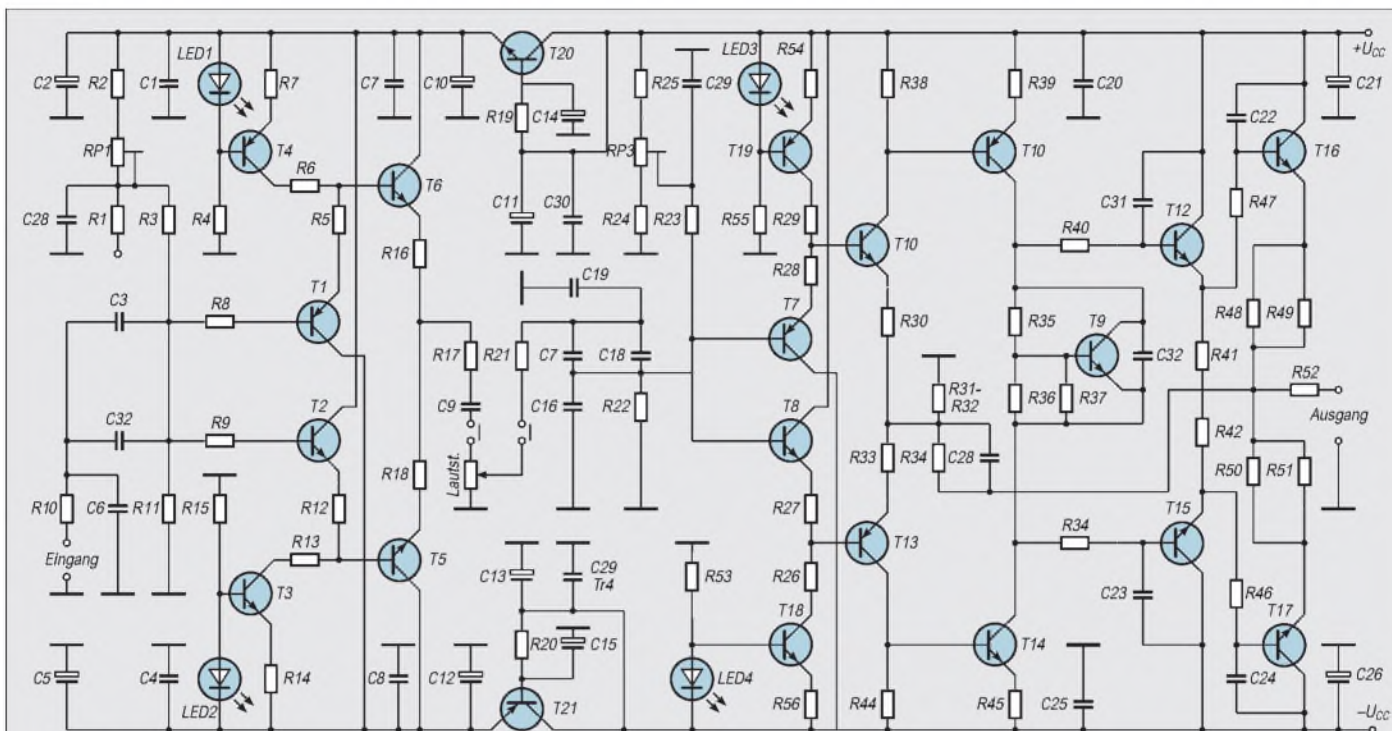 LED1
T20
LED3
R54
+UCC
C2
R2
C1
R7
C7
C10
R19
C14
R25
C29
R38
R39
C20
C21
C22
RP1
T4
RP3
T19
T10
T16
R6
T6
C28
R1
R3
R4
R5
C11
C30
R24
R23
R55
R29
T10
C31
R47
T12
R40
R16
R28
C19
C3
R8
T1
T7
R30
R35
T9
C32
R48
R49
R17
R21
C7
C18
R41
R31-
R32
R52
C9
C16
R22
R36
R37
Ausgang
C32
R9
T2
T8
R42
R18
Lautst.
R33
R34
C28
R50
R51
R10
C6
R11
R15
R12
R27
T15
Eingang
R13
T5
T13
R34
C13
C29
Tr4
R53
R26
C23
R46
T3
T18
T14
T17
R20
C15
C5
C4
LED2
R14
C8
C12
T21
LED4
R56
R44
R45
C25
C24
C26
–UCC